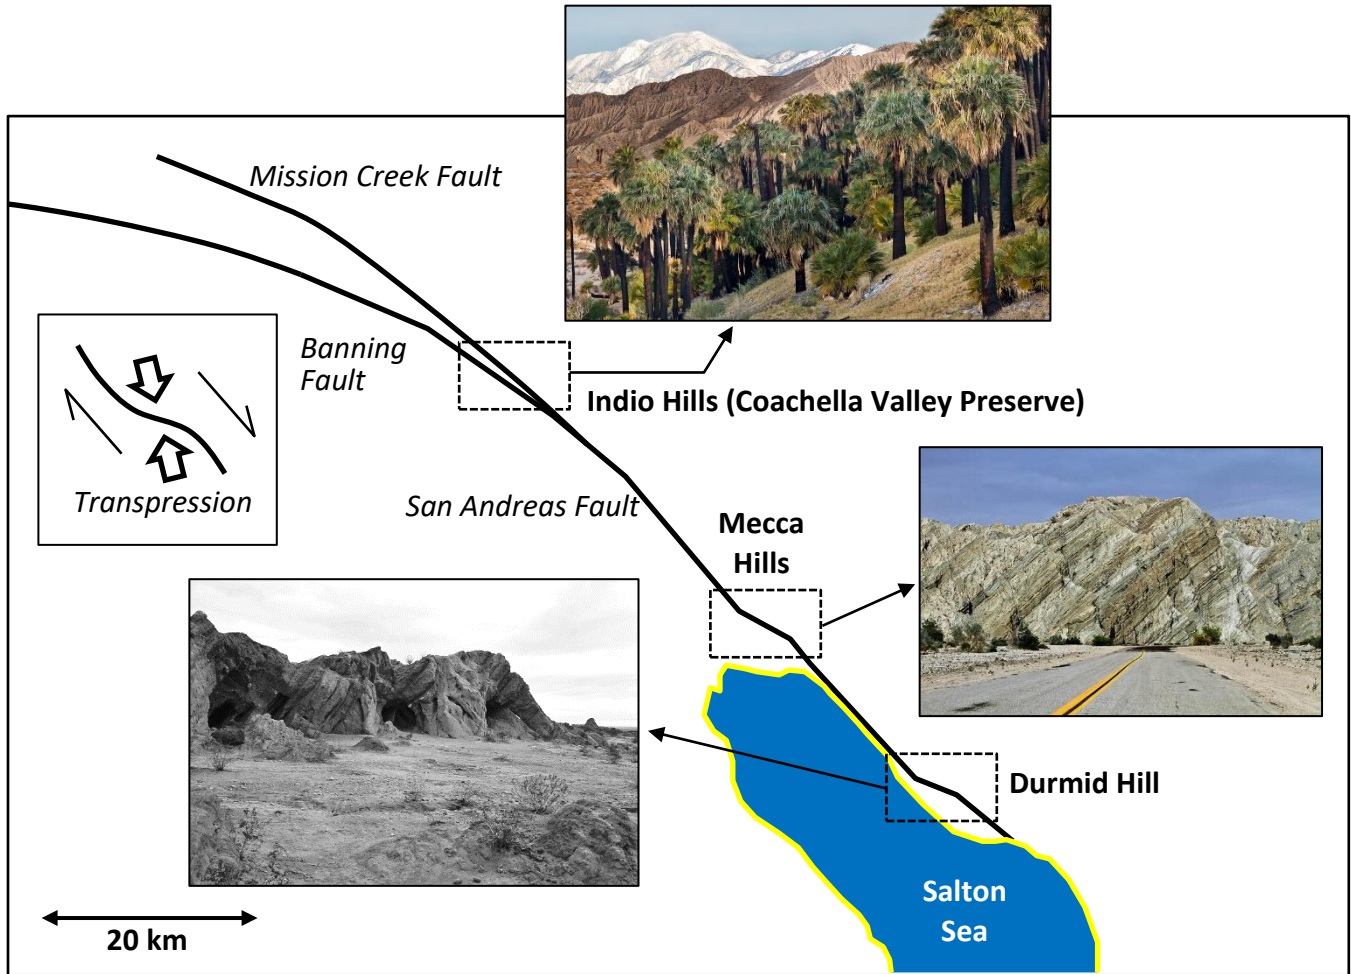 Mission Creek Fault
Banning
Fault
Indio Hills (Coachella Valley Preserve)
Transpression
San Andreas Fault
Mecca
Hills
Durmid Hill
Salton
Sea
20 km